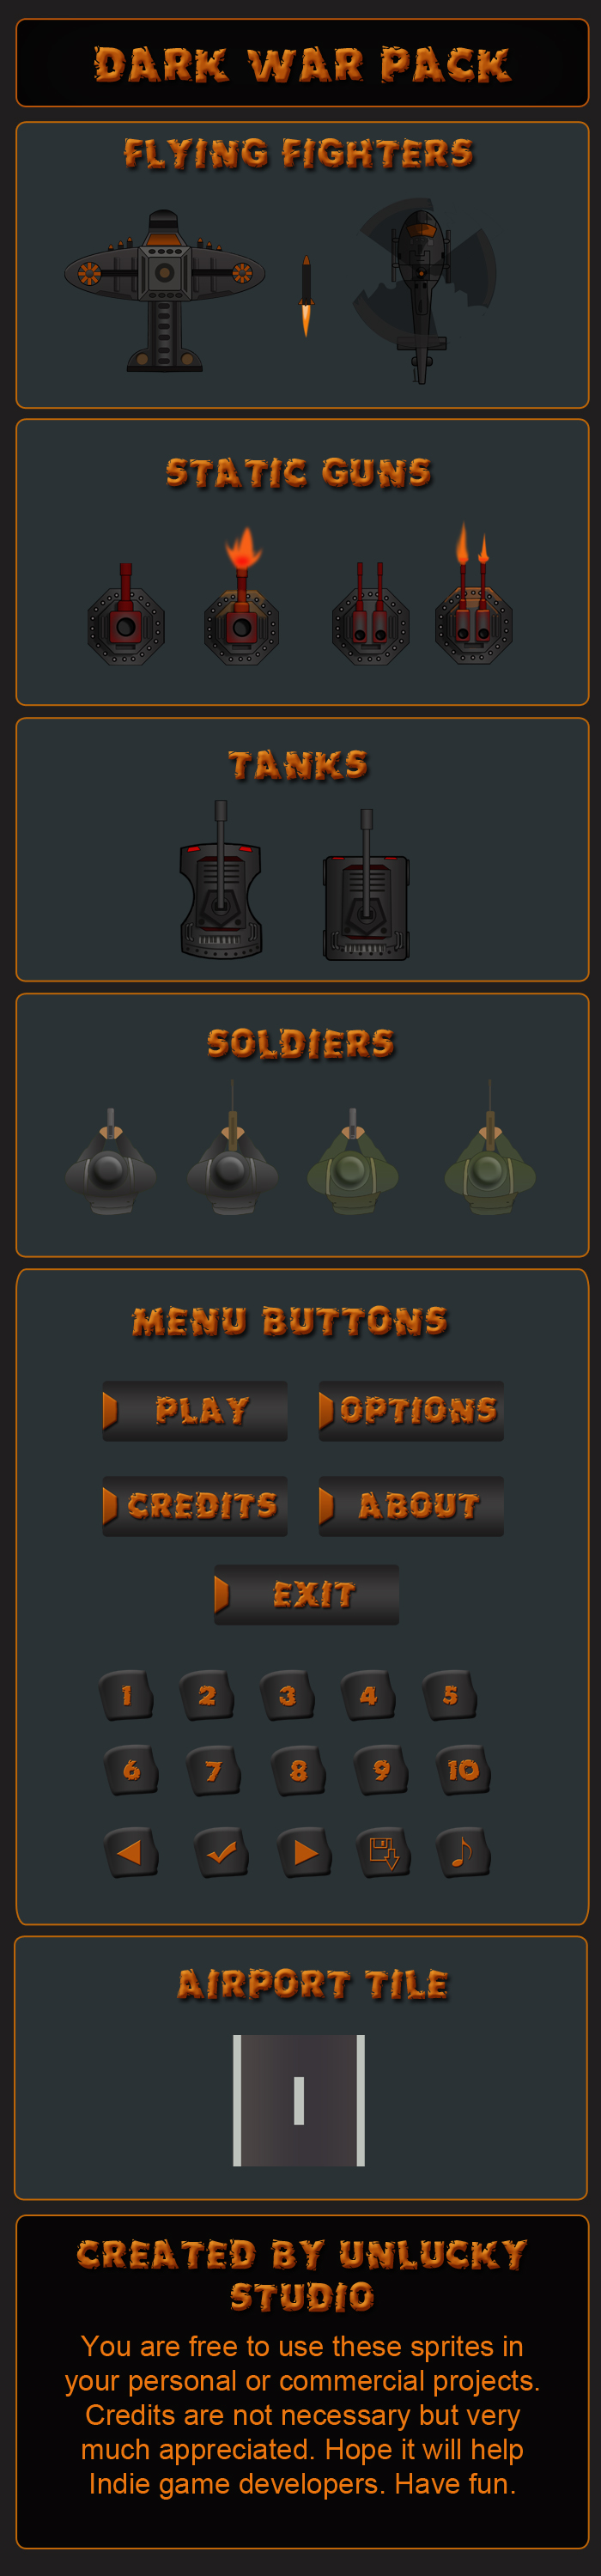 DARK WAR PACK
FLYING FIGHTERS
STATIC GUNS
TANKS
SOLDIERS
MENU BUTTONS
PLAY OPTIONS
CREDITS ABOUT
EXIT
1 2 3 4 5
6 7 8 9 10
AIRPORT TILE
CREATED BY UNLUCKY
STUDIO
You are free to use these sprites in
your personal or commercial projects.
Credits are not necessary but very
much appreciated. Hope it will help
Indie game developers. Have fun.